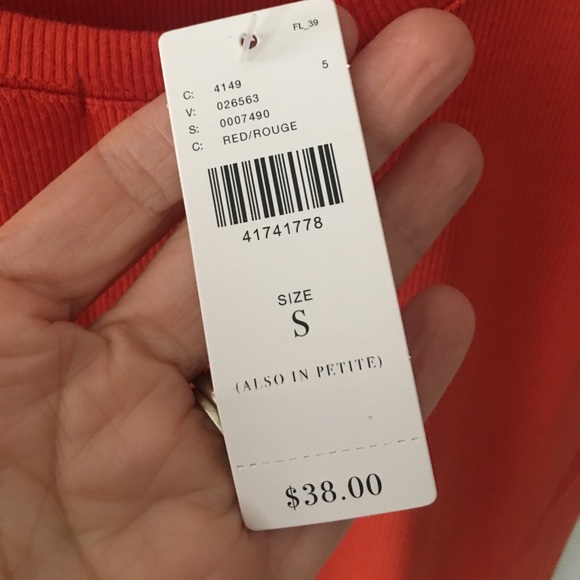 FL_39
5
C: 4149
V: 026563
S: 0007490
C: RED/ROUGE
41741778
SIZE
S
(ALSO IN PETITE)
$38.00